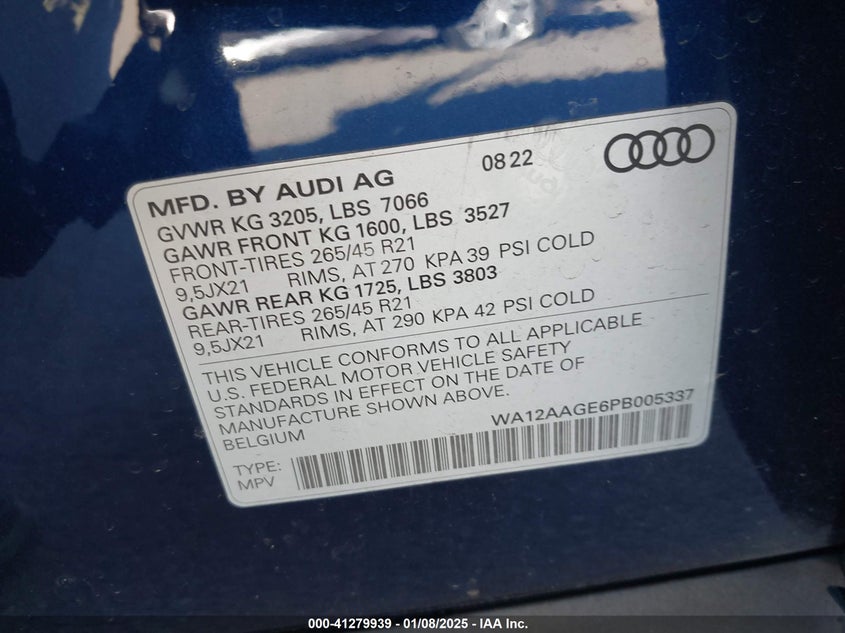 MFD. BY AUDI AG 08 22
GVWR KG 3205, LBS 7066
GAWR FRONT KG 1600, LBS 3527
FRONT-TIRES 265/45 R21
9,5JX21 RIMS, AT 270 KPA 39 PSI COLD
GAWR REAR KG 1725, LBS 3803
REAR-TIRES 265/45 R21
9,5JX21 RIMS, AT 290 KPA 42 PSI COLD
THIS VEHICLE CONFORMS TO ALL APPLICABLE
U.S. FEDERAL MOTOR VEHICLE SAFETY
STANDARDS IN EFFECT ON THE DATE OF
MANUFACTURE SHOWN ABOVE.
BELGIUM WA12AAGE6PB005337
TYPE:
MPV
000-41279939 - 01/08/2025 - IAA Inc.